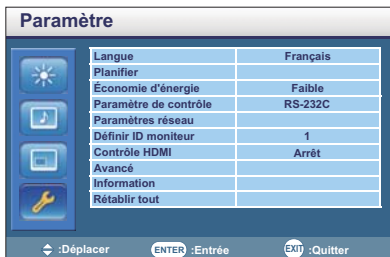 Paramètre
Langue Français
Planifier
Économie d'énergie Faible
Paramètre de contrôle RS-232C
Paramètres réseau
Définir ID moniteur 1
Contrôle HDMI Arrêt
Avancé
Information
Rétablir tout
:Déplacer ENTER :Entrée EXIT :Quitter